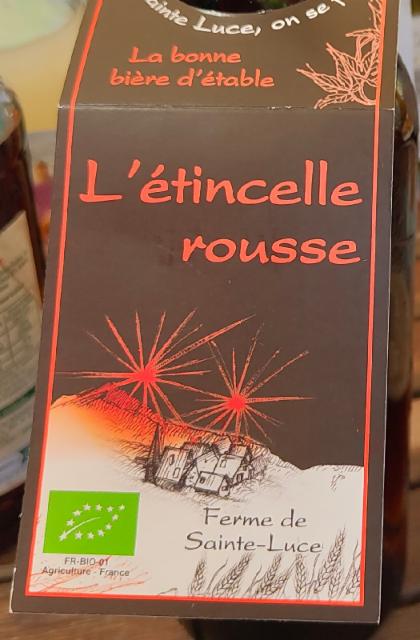 Sainte Luce, on se
La bonne
bière d'étable
L'étincelle
rousse
Ferme de
Sainte-Luce
FR-BIO-01
Agriculture - France